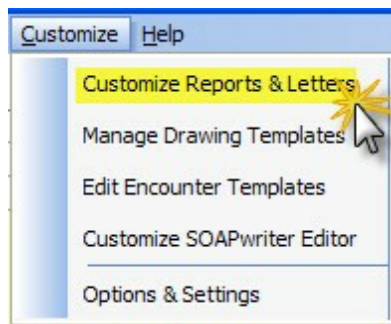 Customize Help
Customize Reports & Letters
Manage Drawing Templates
Edit Encounter Templates
Customize SOAPwriter Editor
Options & Settings